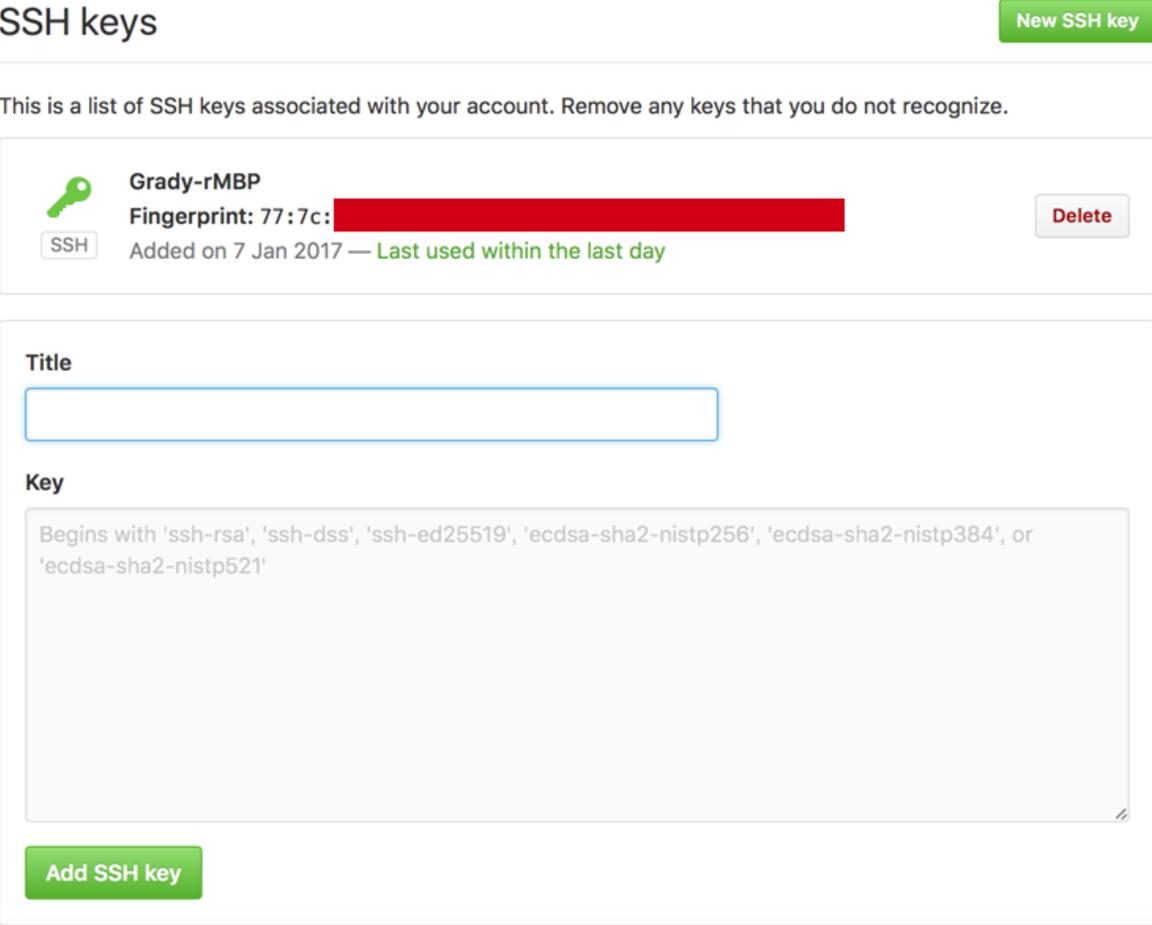 SSH keys
New SSH key
This is a list of SSH keys associated with your account. Remove any keys that you do not recognize.
Grady-rMBP
Fingerprint: 77:7c:
SSH
Added on 7 Jan 2017 — Last used within the last day
Delete
Title
Key
Begins with 'ssh-rsa', 'ssh-dss', 'ssh-ed25519', 'ecdsa-sha2-nistp256', 'ecdsa-sha2-nistp384', or
'ecdsa-sha2-nistp521'
Add SSH key